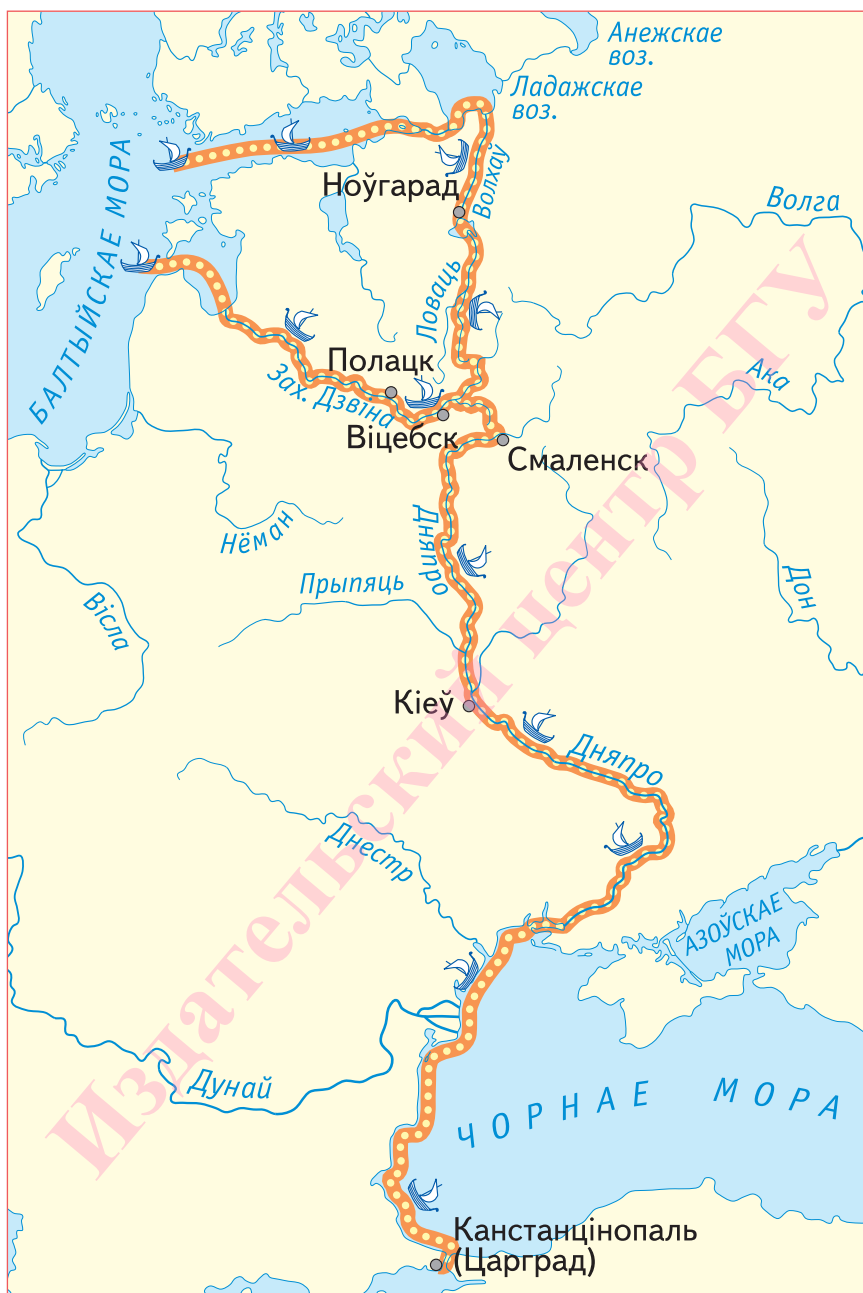 Анежскае
воз.
Ладажскае
воз.
БАЛТЫЙСКАЕ МОРА
Ноўгарад
Волхаў
Волга
Ловаць
Полацк
Зах. Дзвіна
Віцебск
Ака
Смаленск
Нёман
Дняпро
Прыпяць
Дон
Вісла
Кіеў
Дняпро
Днестр
АЗОЎСКАЕ
МОРА
Дунай
ЧОРНАЕ МОРА
Канстанцінопаль
(Царград)
Издательский центр БГУ